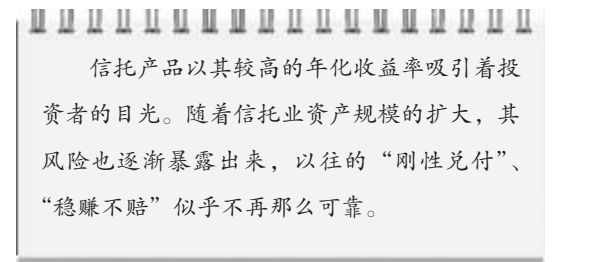 信托产品以其较高的年化收益率吸引着投
资者的目光。随着信托业资产规模的扩大，其
风险也逐渐暴露出来，以往的“刚性兑付”、
“稳赚不赔”似乎不再那么可靠。